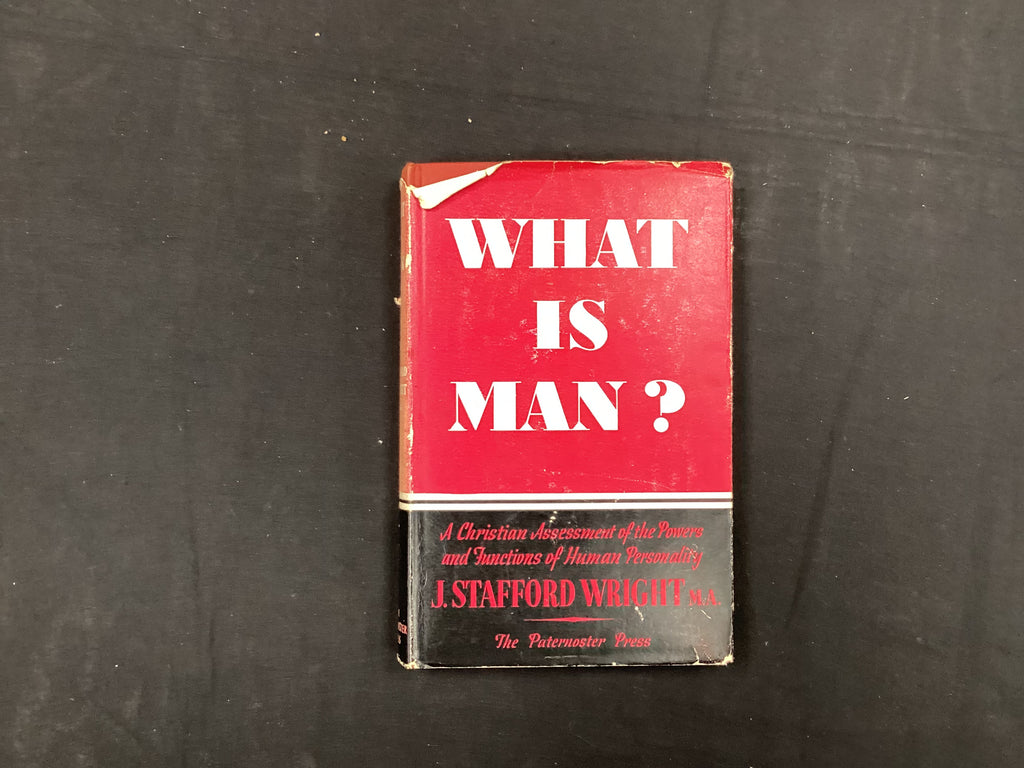 WHAT
IS
MAN ?
A Christian Assessment of the Powers
and Functions of Human Personality
J. STAFFORD WRIGHT M.A.
The Paternoster Press